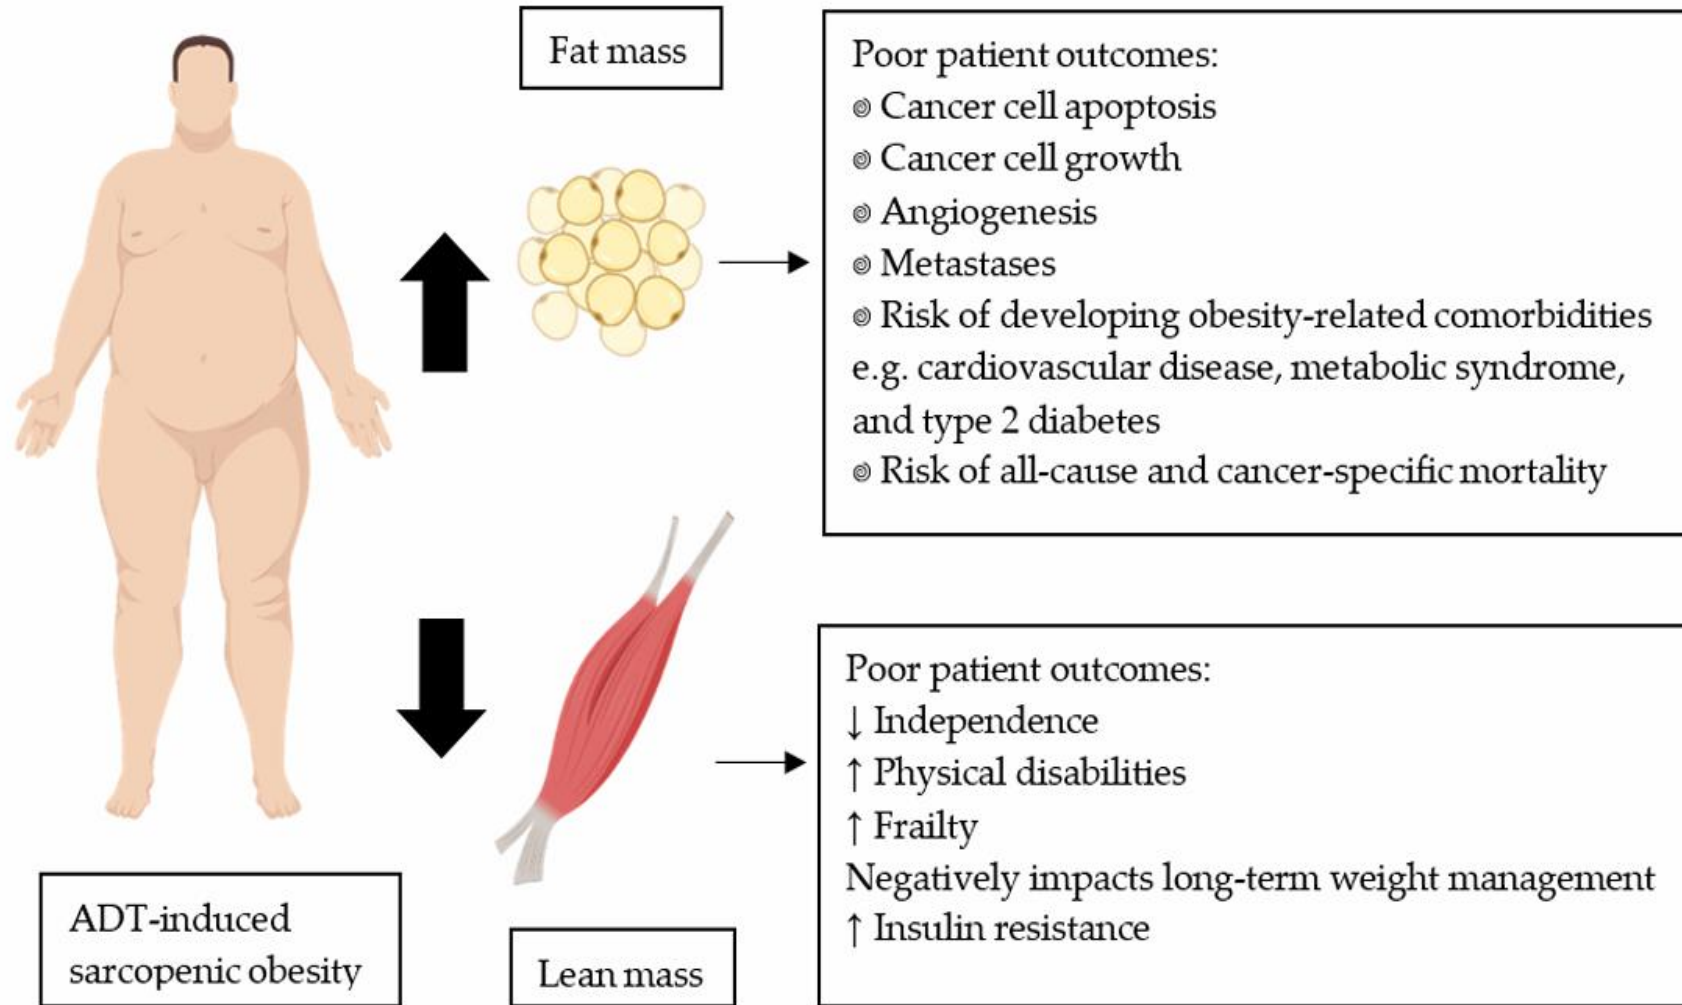 Fat mass
Poor patient outcomes:
Cancer cell apoptosis
Cancer cell growth
Angiogenesis
Metastases
Risk of developing obesity-related comorbidities
e.g. cardiovascular disease, metabolic syndrome,
and type 2 diabetes
Risk of all-cause and cancer-specific mortality
Poor patient outcomes:
↓ Independence
↑ Physical disabilities
↑ Frailty
Negatively impacts long-term weight management
↑ Insulin resistance
ADT-induced
sarcopenic obesity
Lean mass